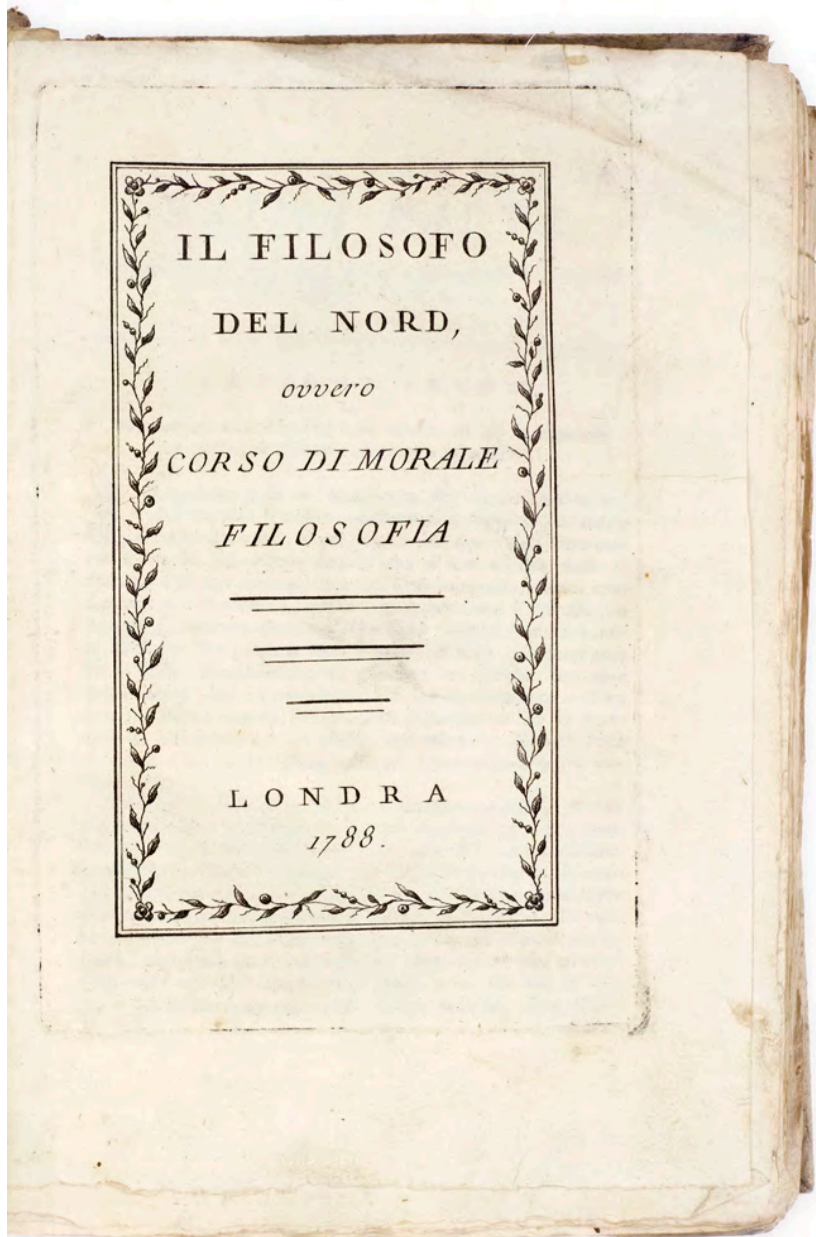 IL FILOSOFO
DEL NORD,
ovvero
CORSO DI MORALE
FILOSOFIA
LONDRA
1788.